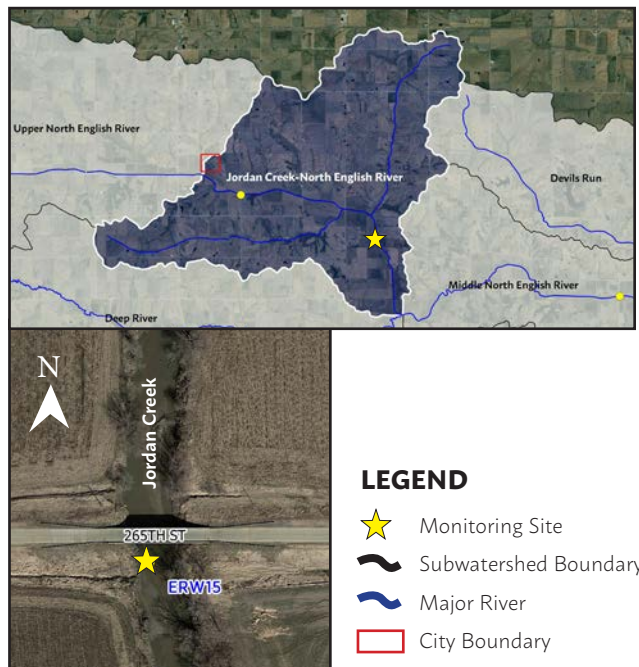 Upper North English River
Jordan Creek-North English River
Devils Run
Middle North English River
Deep River
N
Jordan Creek
265TH ST
ERW15
LEGEND
Monitoring Site
Subwatershed Boundary
Major River
City Boundary